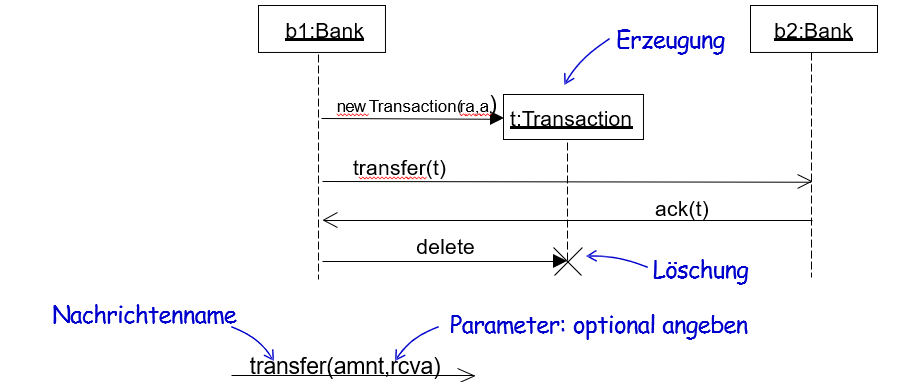 b1:Bank
b2:Bank
Erzeugung
new Transaction(ra,a)
t:Transaction
transfer(t)
ack(t)
delete
Löschung
Nachrichtenname
Parameter: optional angeben
transfer(amnt,rcva)